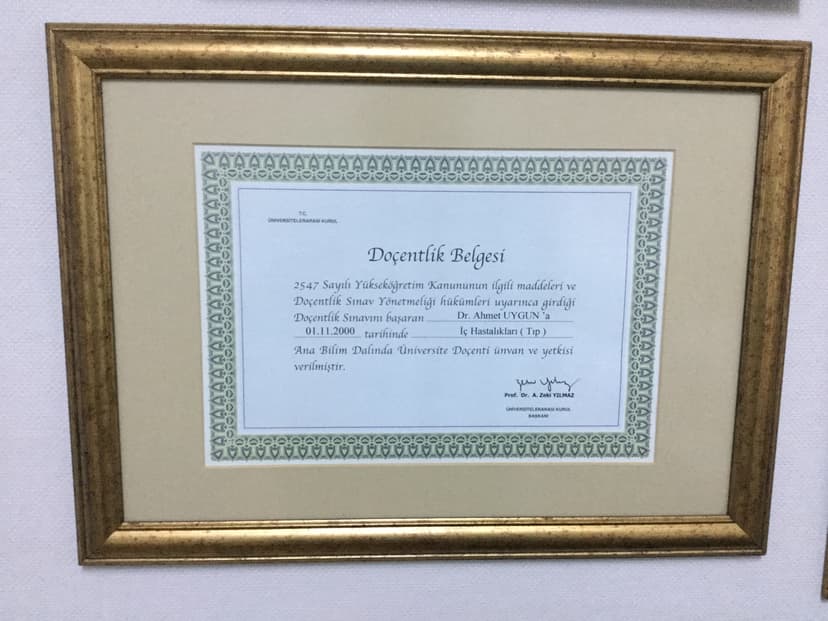 T.C.
ÜNİVERSİTELERARASI KURUL
Doçentlik Belgesi
2547 Sayılı Yükseköğretim Kanununun ilgili maddeleri ve
Doçentlik Sınav Yönetmeliği hükümleri uyarınca girdiği
Doçentlik Sınavını başaran Dr. Ahmet UYGUN 'a
01.11.2000 tarihinde İç Hastalıkları ( Tıp )
Ana Bilim Dalında Üniversite Doçenti ünvan ve yetkisi
verilmiştir.
Prof. Dr. A. Zeki YILMAZ
ÜNİVERSİTELERARASI KURUL
BAŞKANI